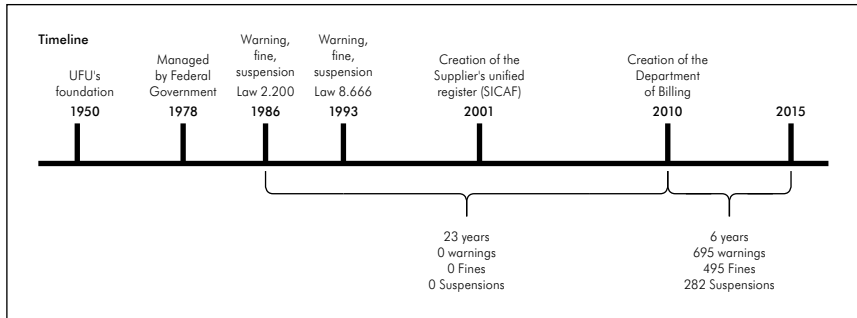 Timeline
UFU's
foundation
1950
Managed
by Federal
Government
1978
Warning,
fine,
suspension
Law 2.200
1986
Warning,
fine,
suspension
Law 8.666
1993
Creation of the
Supplier's unified
register (SICAF)
2001
Creation of the
Department
of Billing
2010
2015
23 years
0 warnings
0 Fines
0 Suspensions
6 years
695 warnings
495 Fines
282 Suspensions